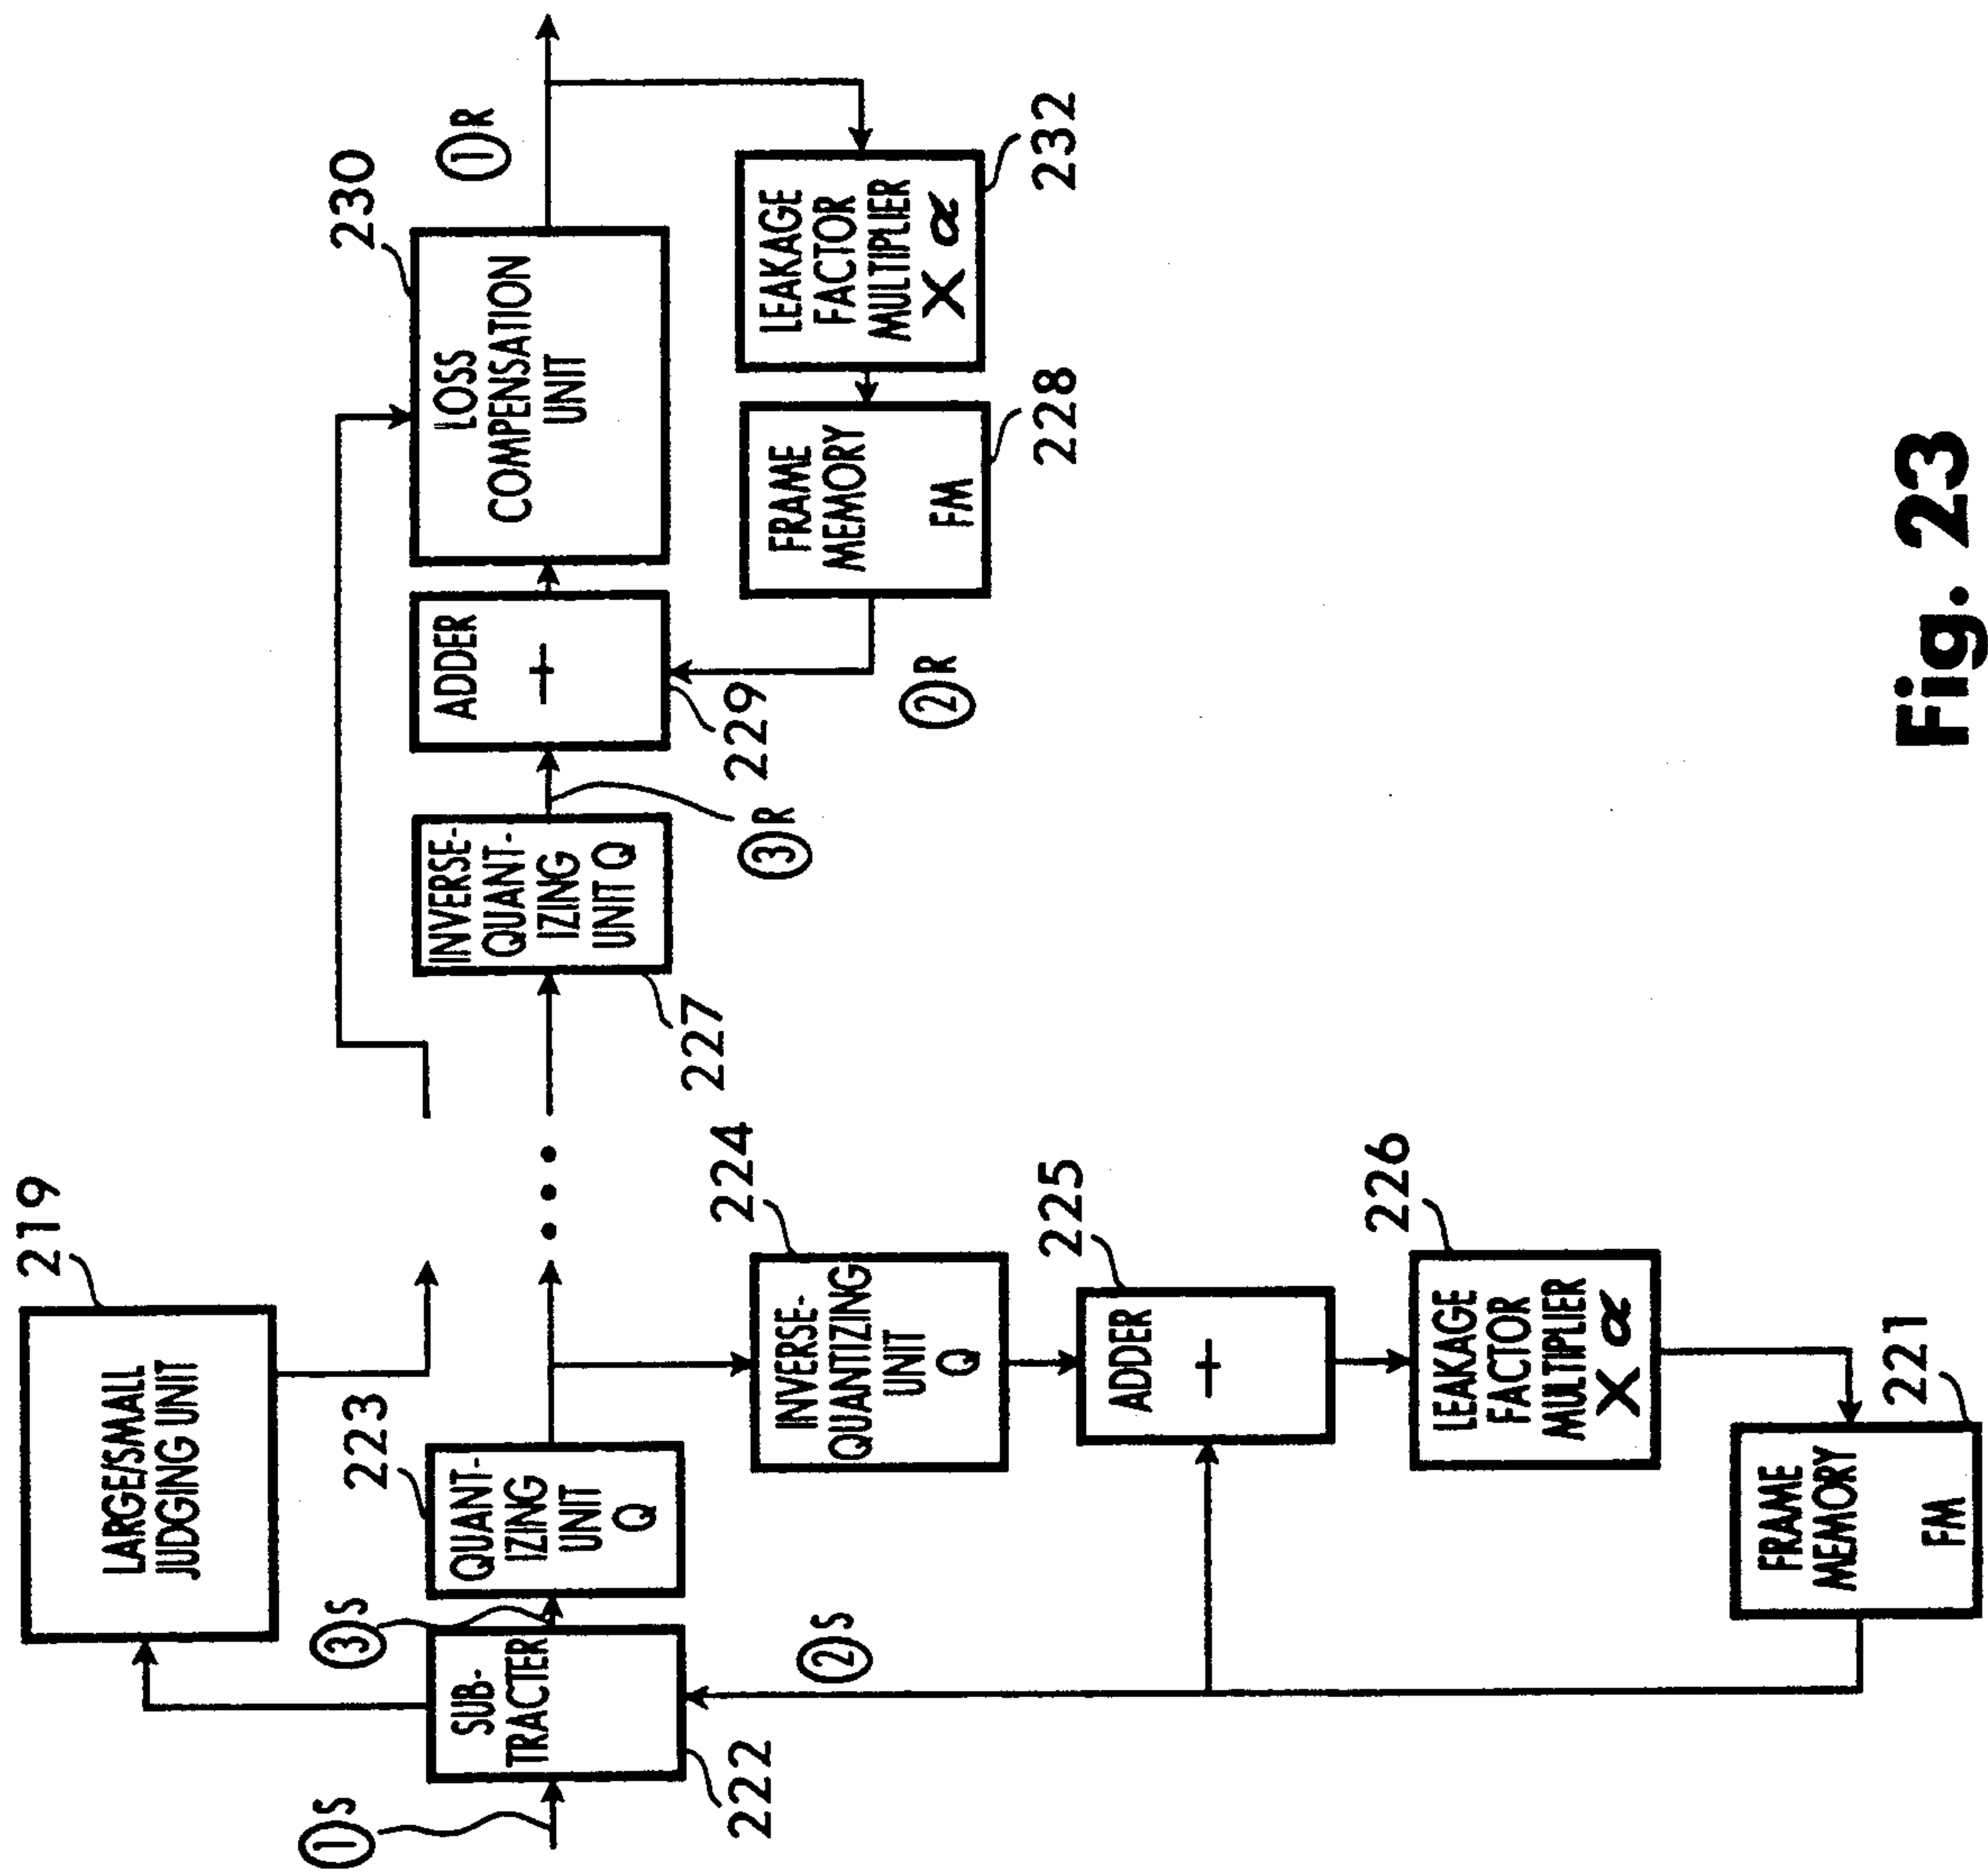 219
LARGE/SMALL
JUDGING UNIT
①S
SUB-
TRACTER
222
③S
223
QUANT-
IZING
UNIT
Q
②S
224
INVERSE-
QUANTIZING
UNIT
Q
225
ADDER
+
226
LEAKAGE
FACTOR
MULTIPLIER
X α
221
FRAME
MEMORY
FM
INVERSE-
QUANT-
IZING
UNIT Q
227
③R
ADDER
+
229
②R
230
LOSS
COMPENSATION
UNIT
①R
LEAKAGE
FACTOR
MULTIPLIER
X α
232
FRAME
MEMORY
FM
228
Fig. 23